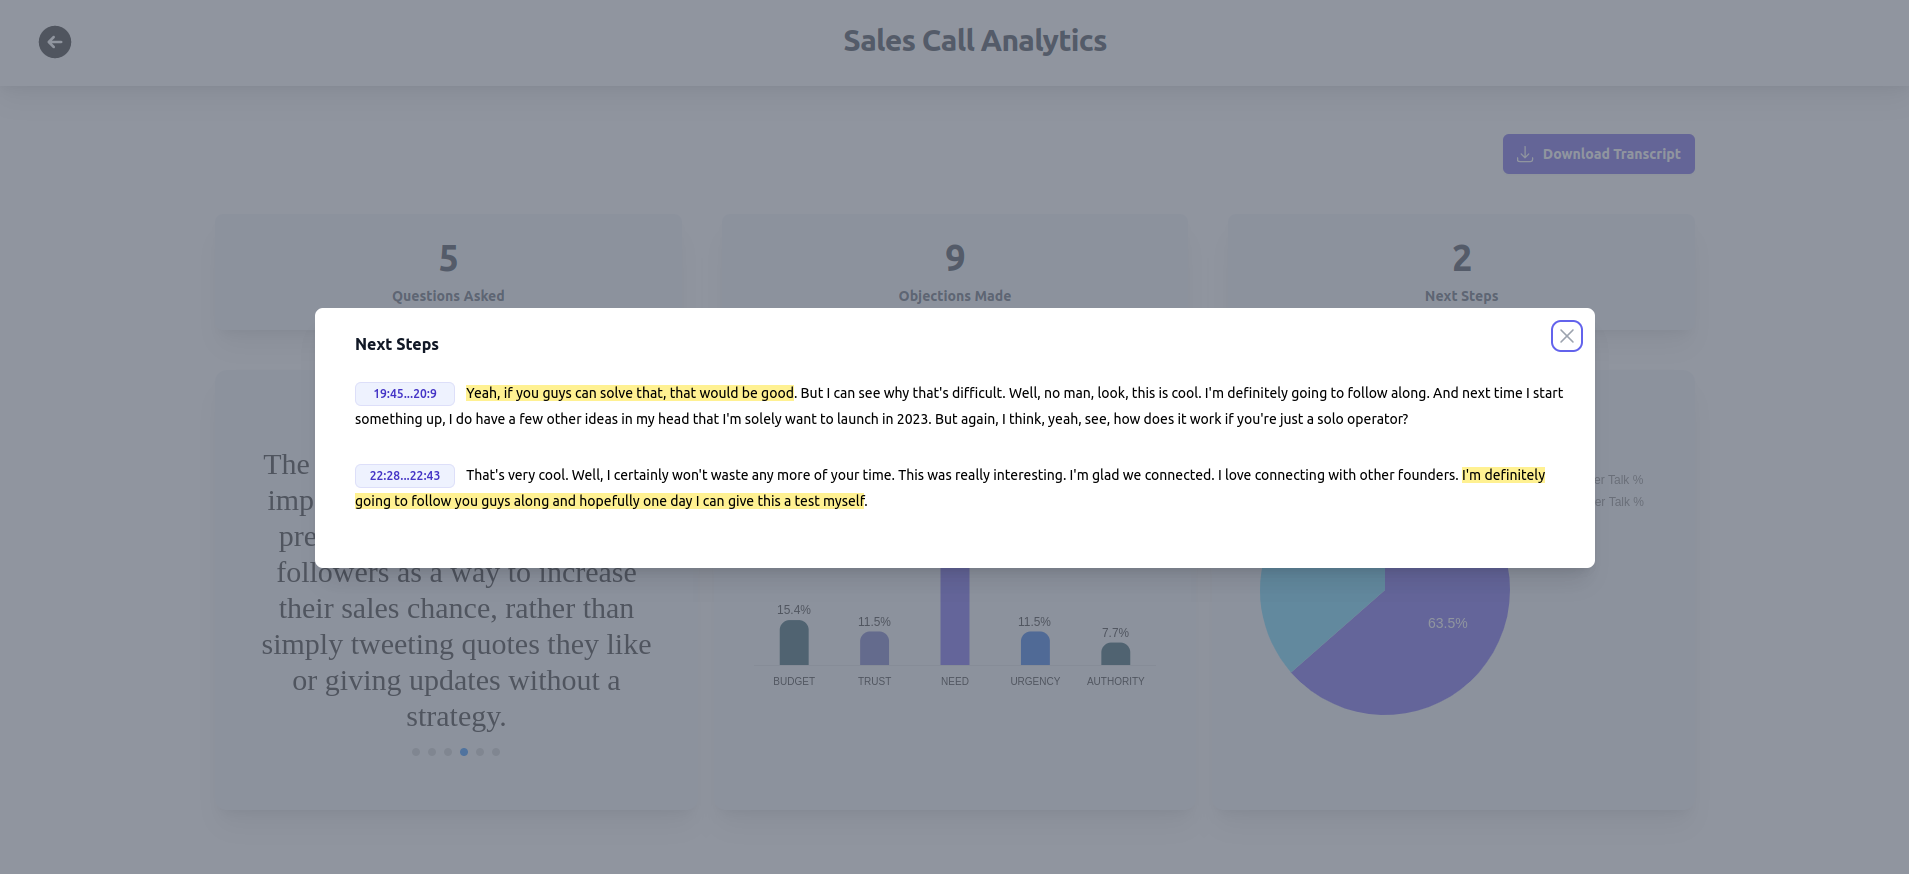 Sales Call Analytics
Download Transcript
5
Questions Asked
9
Objections Made
2
Next Steps
Next Steps
19:45...20:9 Yeah, if you guys can solve that, that would be good. But I can see why that's difficult. Well, no man, look, this is cool. I'm definitely going to follow along. And next time I start
something up, I do have a few other ideas in my head that I'm solely want to launch in 2023. But again, I think, yeah, see, how does it work if you're just a solo operator?
22:28...22:43 That's very cool. Well, I certainly won't waste any more of your time. This was really interesting. I'm glad we connected. I love connecting with other founders. I'm definitely
going to follow you guys along and hopefully one day I can give this a test myself.
The
imp
pre
followers as a way to increase
their sales chance, rather than
simply tweeting quotes they like
or giving updates without a
strategy.
15.4%
11.5%
11.5%
7.7%
BUDGET
TRUST
NEED
URGENCY
AUTHORITY
er Talk %
er Talk %
63.5%